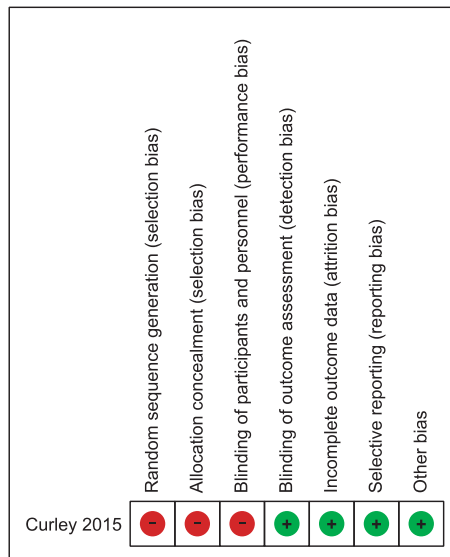 Random sequence generation (selection bias)
Allocation concealment (selection bias)
Blinding of participants and personnel (performance bias)
Blinding of outcome assessment (detection bias)
Incomplete outcome data (attrition bias)
Selective reporting (reporting bias)
Other bias
Curley 2015 - - - + + + +